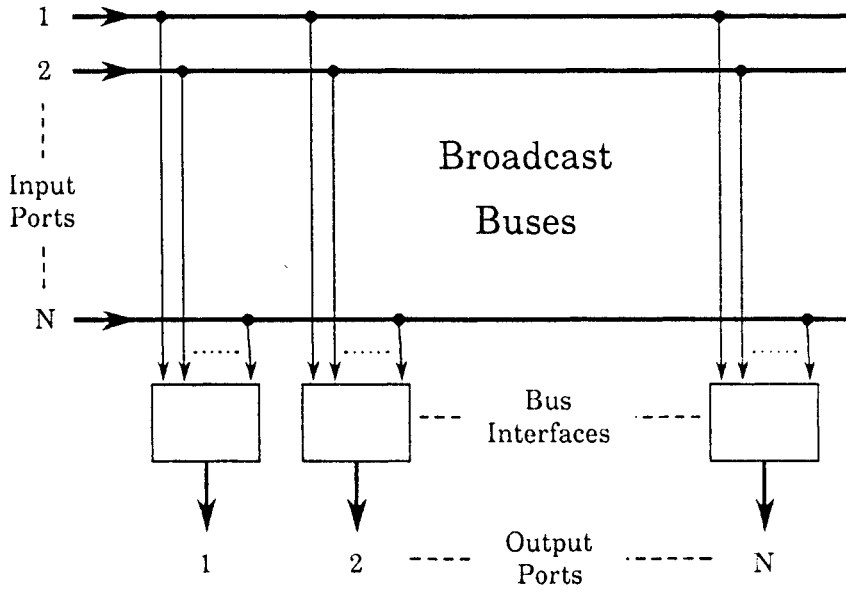 1
2
Input
Ports
N
Broadcast
Buses
Bus
Interfaces
1
2
Output
Ports
N